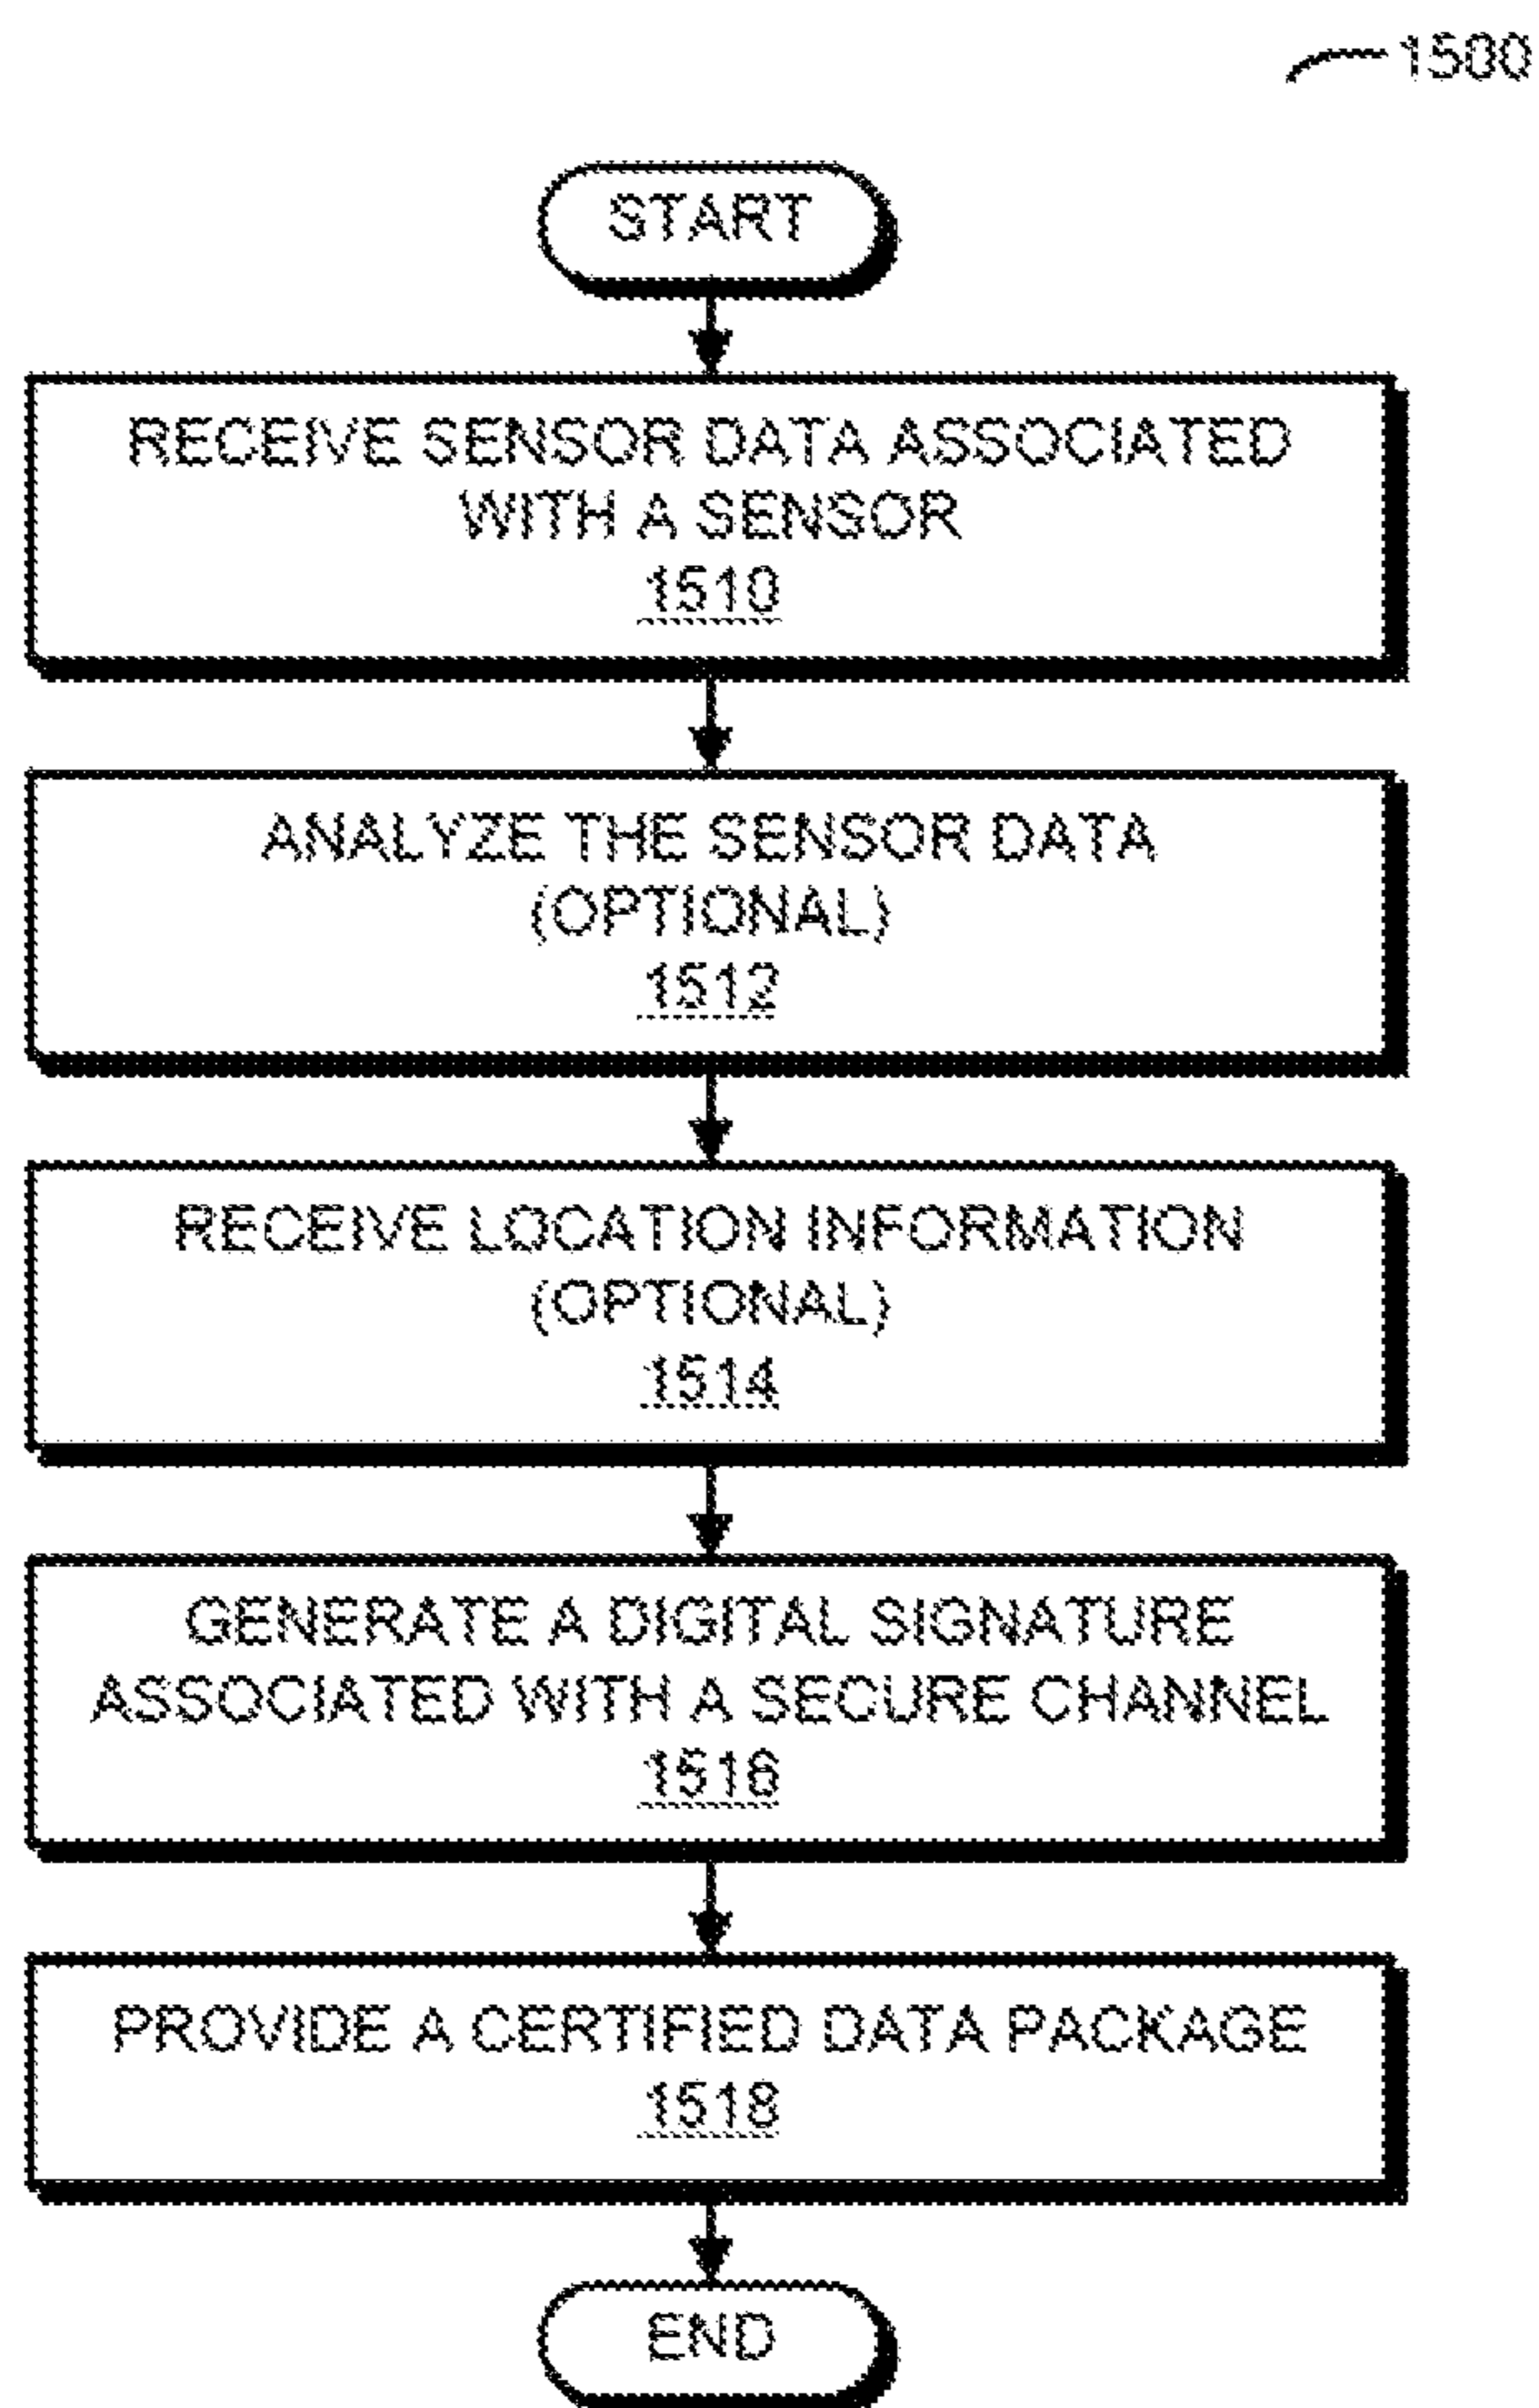 1500
START
RECEIVE SENSOR DATA ASSOCIATED
WITH A SENSOR
1510
ANALYZE THE SENSOR DATA
(OPTIONAL)
1512
RECEIVE LOCATION INFORMATION
(OPTIONAL)
1514
GENERATE A DIGITAL SIGNATURE
ASSOCIATED WITH A SECURE CHANNEL
1516
PROVIDE A CERTIFIED DATA PACKAGE
1518
END